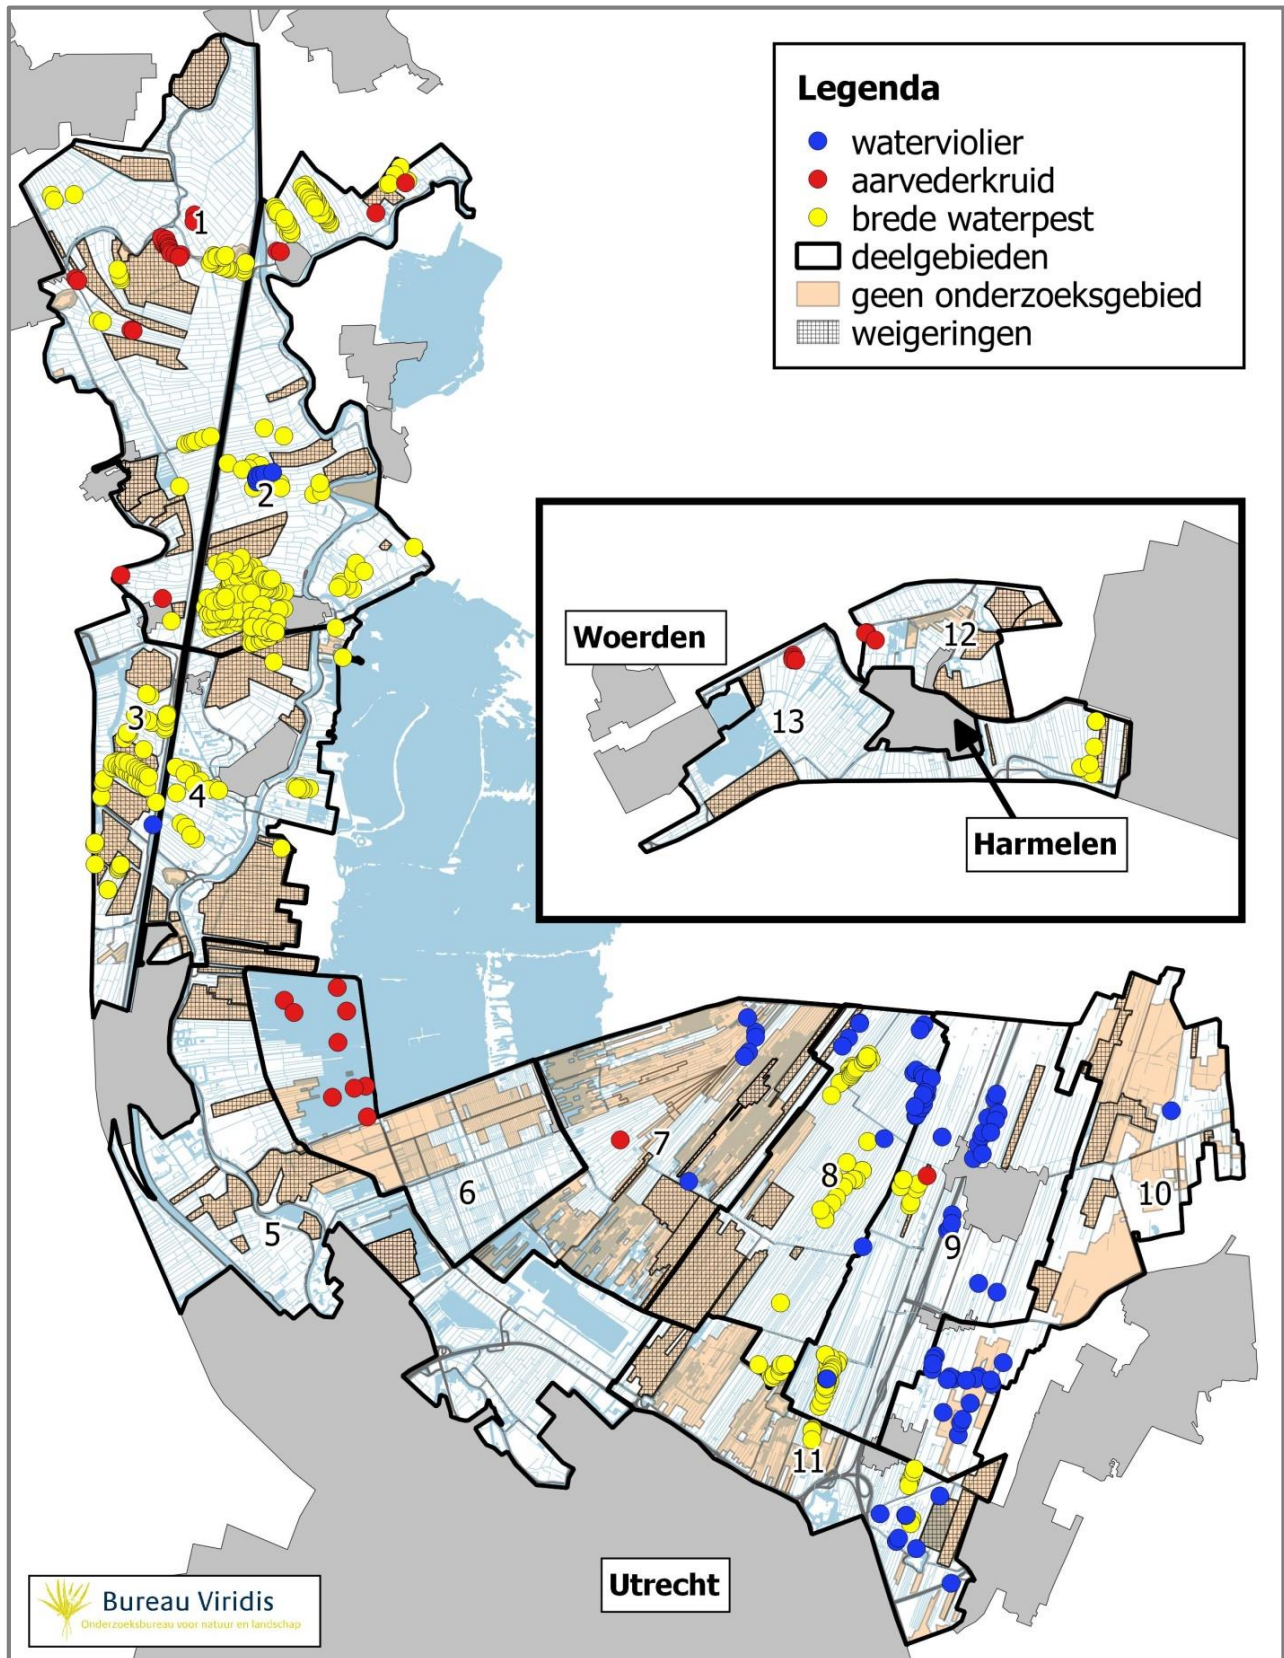 Legenda
waterviolier
aarvederkruid
brede waterpest
deelgebieden
geen onderzoeksgebied
weigeringen
1
2
3
4
5
6
7
8
9
10
11
Woerden
12
13
Harmelen
Utrecht
Bureau Viridis
Onderzoeksbureau voor natuur en landschap